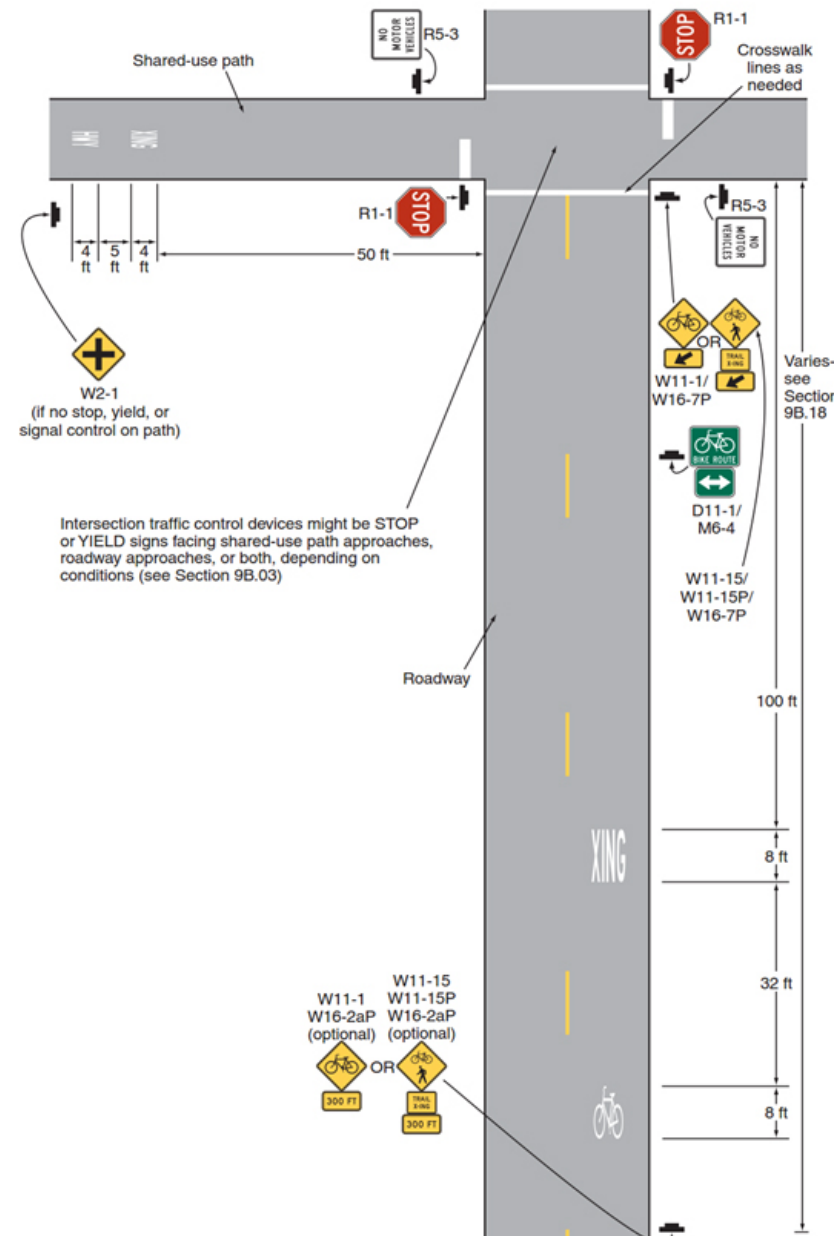 NO
MOTOR
VEHICLES
R5-3
R1-1
STOP
Shared-use path
Crosswalk
lines as
needed
HWY
XING
R1-1
STOP
R5-3
NO
MOTOR
VEHICLES
4
ft
5
ft
4
ft
50 ft
W2-1
(if no stop, yield, or
signal control on path)
OR
TRAIL
X-ING
W11-1/
W16-7P
Varies-
see
Section
9B.18
BIKE ROUTE
D11-1/
M6-4
Intersection traffic control devices might be STOP
or YIELD signs facing shared-use path approaches,
roadway approaches, or both, depending on
conditions (see Section 9B.03)
W11-15/
W11-15P/
W16-7P
Roadway
100 ft
XING
8 ft
32 ft
W11-1
W16-2aP
(optional)
W11-15
W11-15P
W16-2aP
(optional)
OR
300 FT
TRAIL
X-ING
300 FT
8 ft